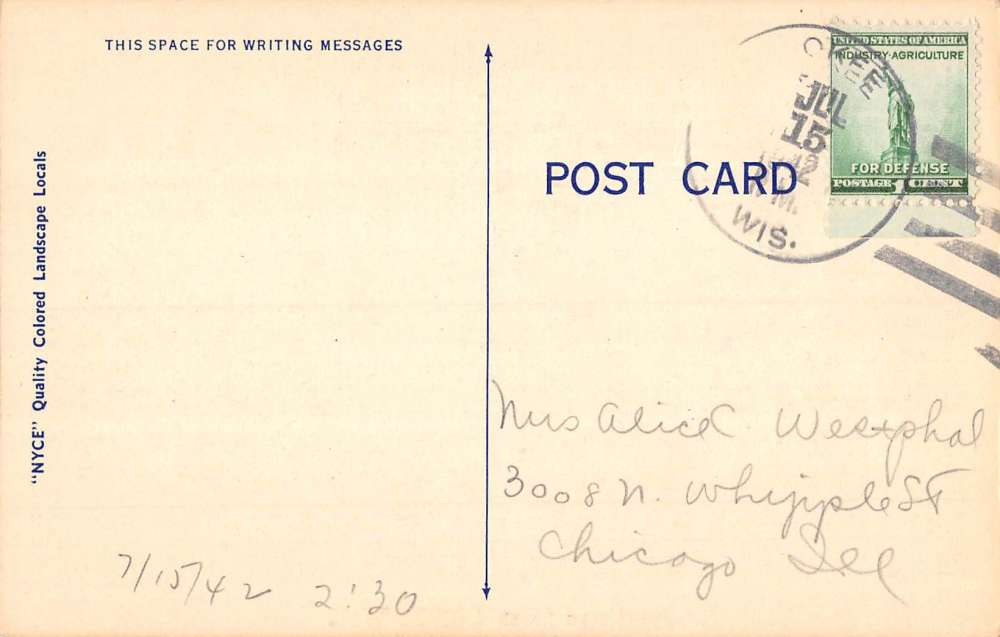 THIS SPACE FOR WRITING MESSAGES
"NYCE" Quality Colored Landscape Locals
POST CARD
OKEE
JUL
15
WIS.
UNITED STATES OF AMERICA
INDUSTRY·AGRICULTURE
FOR DEFENSE
POSTAGE 1 CENT
Mrs Alice Westphal
3008 N. Whipple St
Chicago Ill
7/15/42 2:30